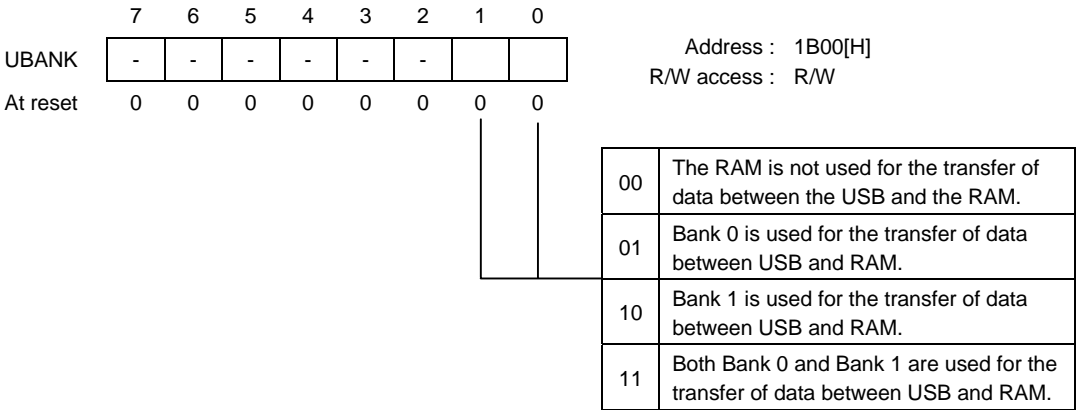 7 6 5 4 3 2 1 0
UBANK - - - - - -
At reset 0 0 0 0 0 0 0 0
Address : 1B00[H]
R/W access : R/W
00 The RAM is not used for the transfer of
data between the USB and the RAM.
01 Bank 0 is used for the transfer of data
between USB and RAM.
10 Bank 1 is used for the transfer of data
between USB and RAM.
11 Both Bank 0 and Bank 1 are used for the
transfer of data between USB and RAM.